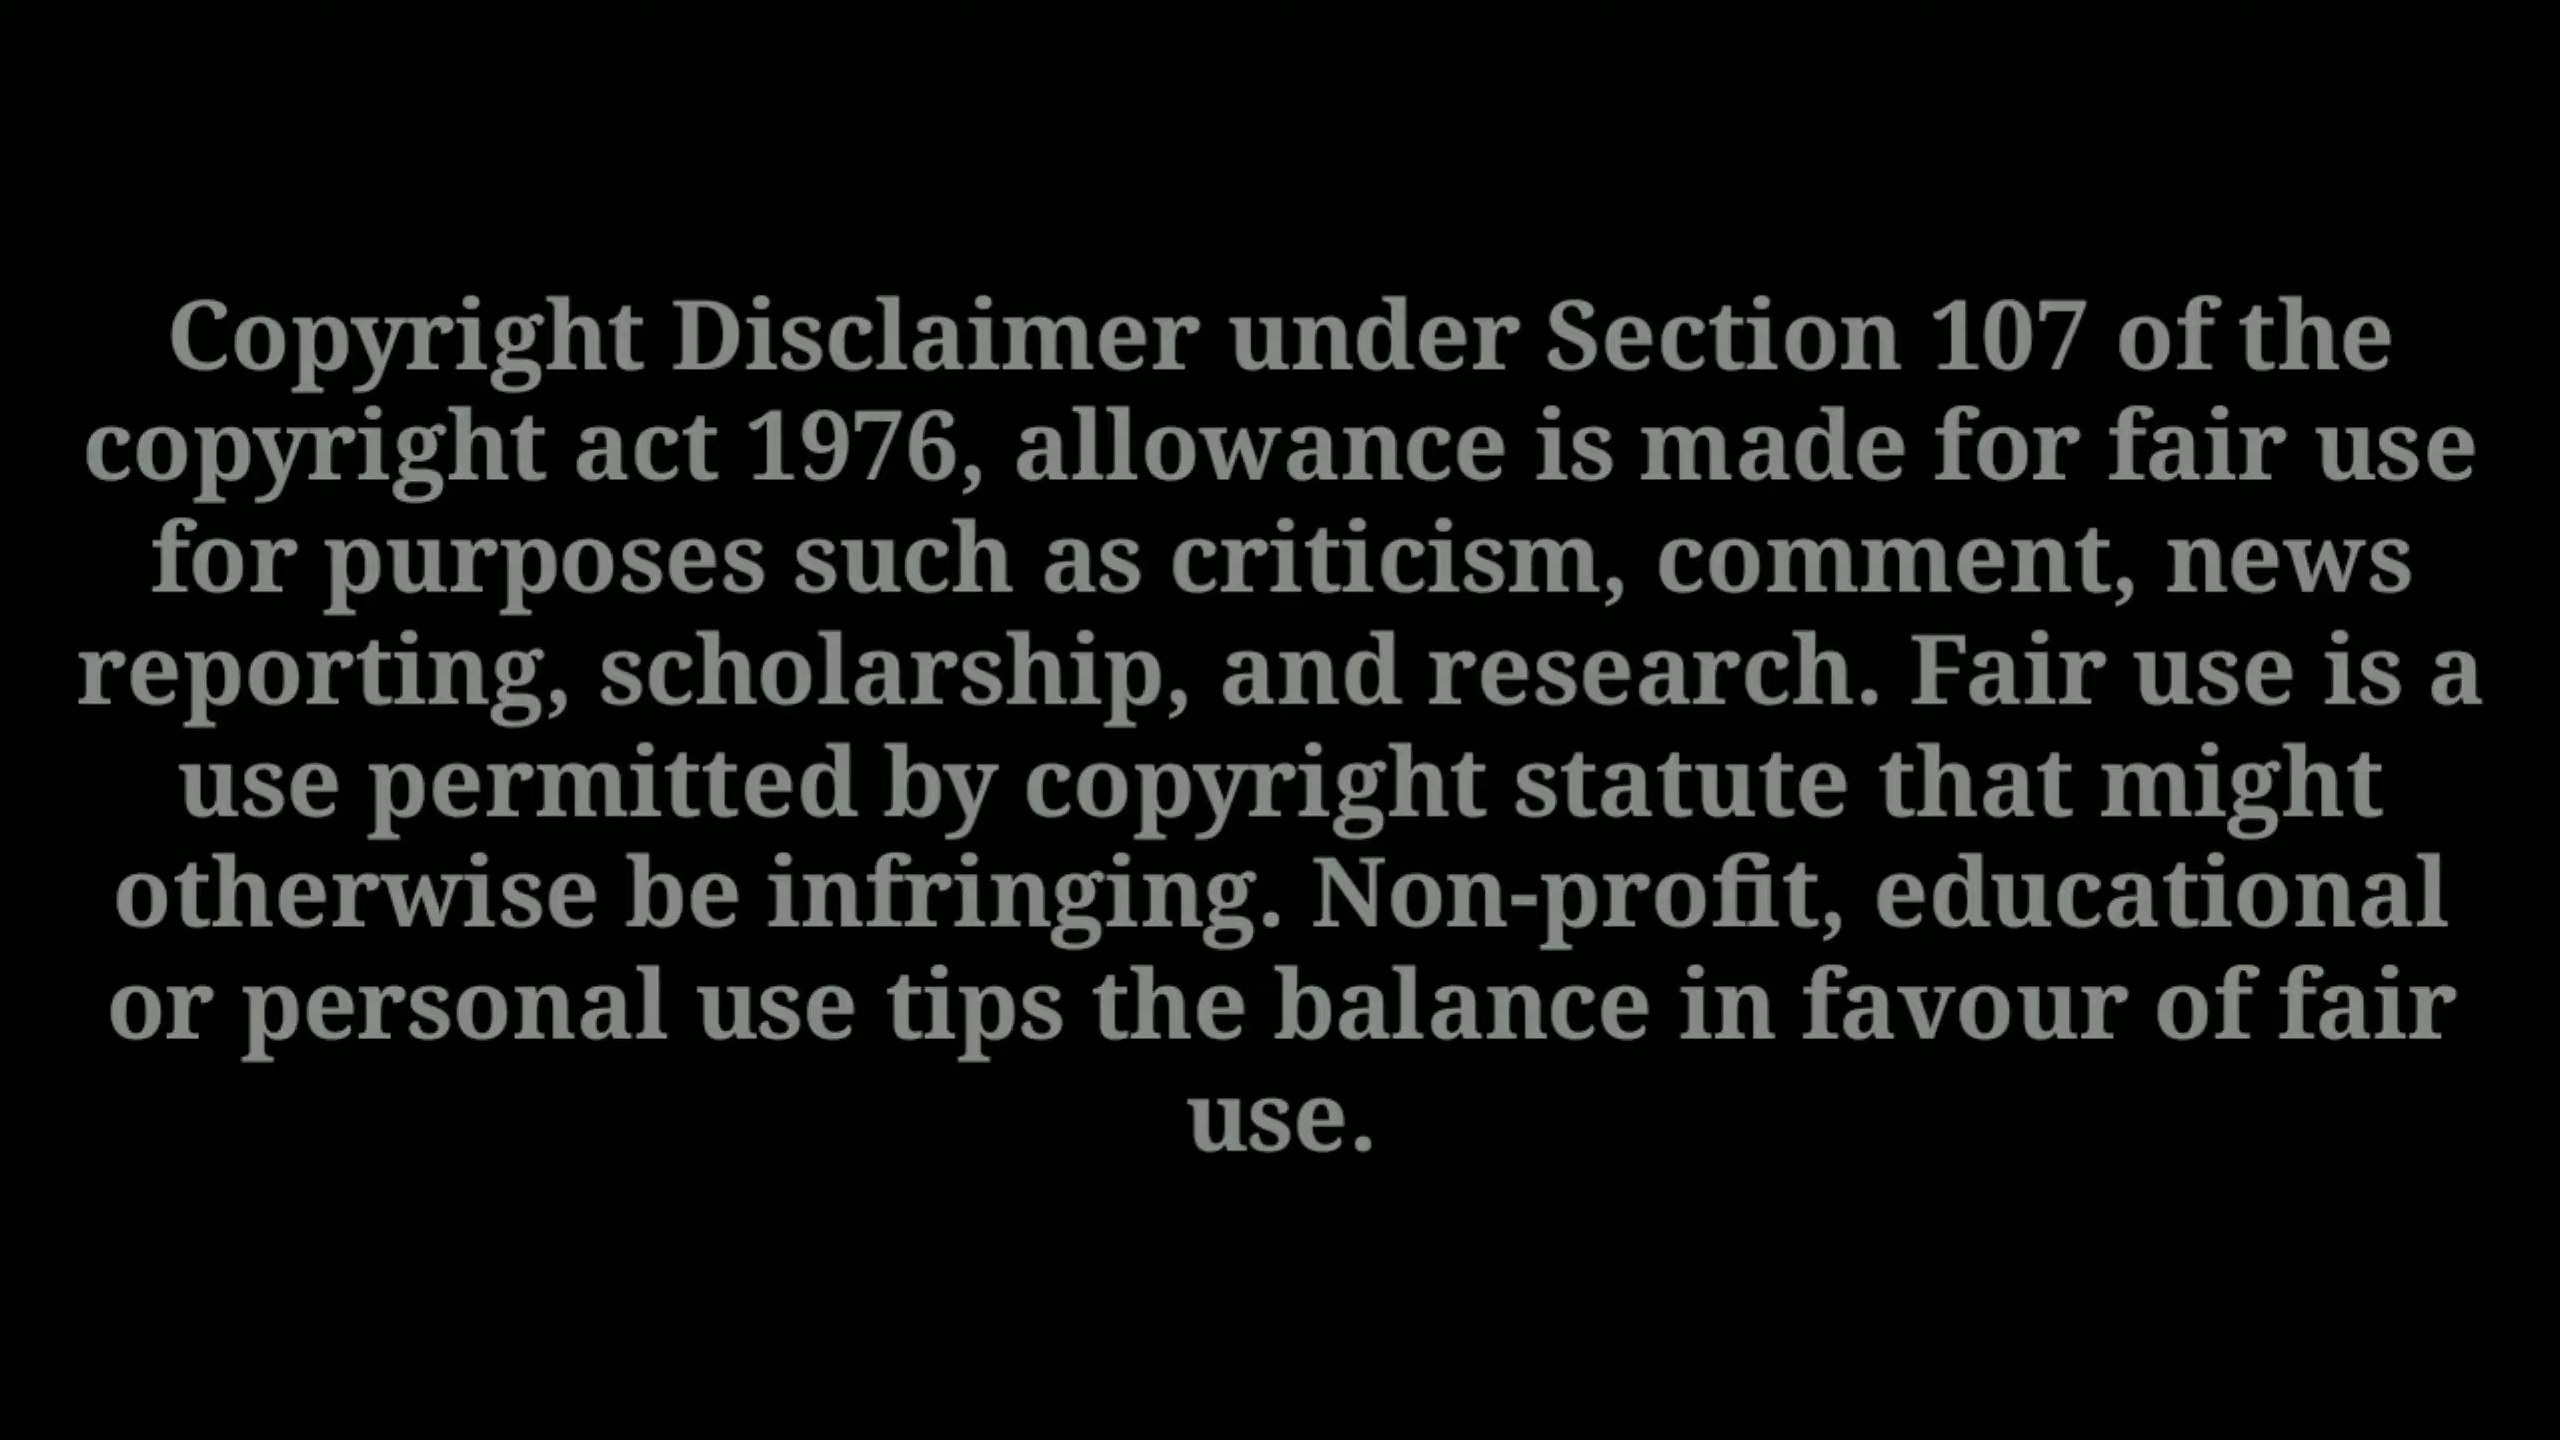 Copyright Disclaimer under Section 107 of the
copyright act 1976, allowance is made for fair use
for purposes such as criticism, comment, news
reporting, scholarship, and research. Fair use is a
use permitted by copyright statute that might
otherwise be infringing. Non-profit, educational
or personal use tips the balance in favour of fair
use.